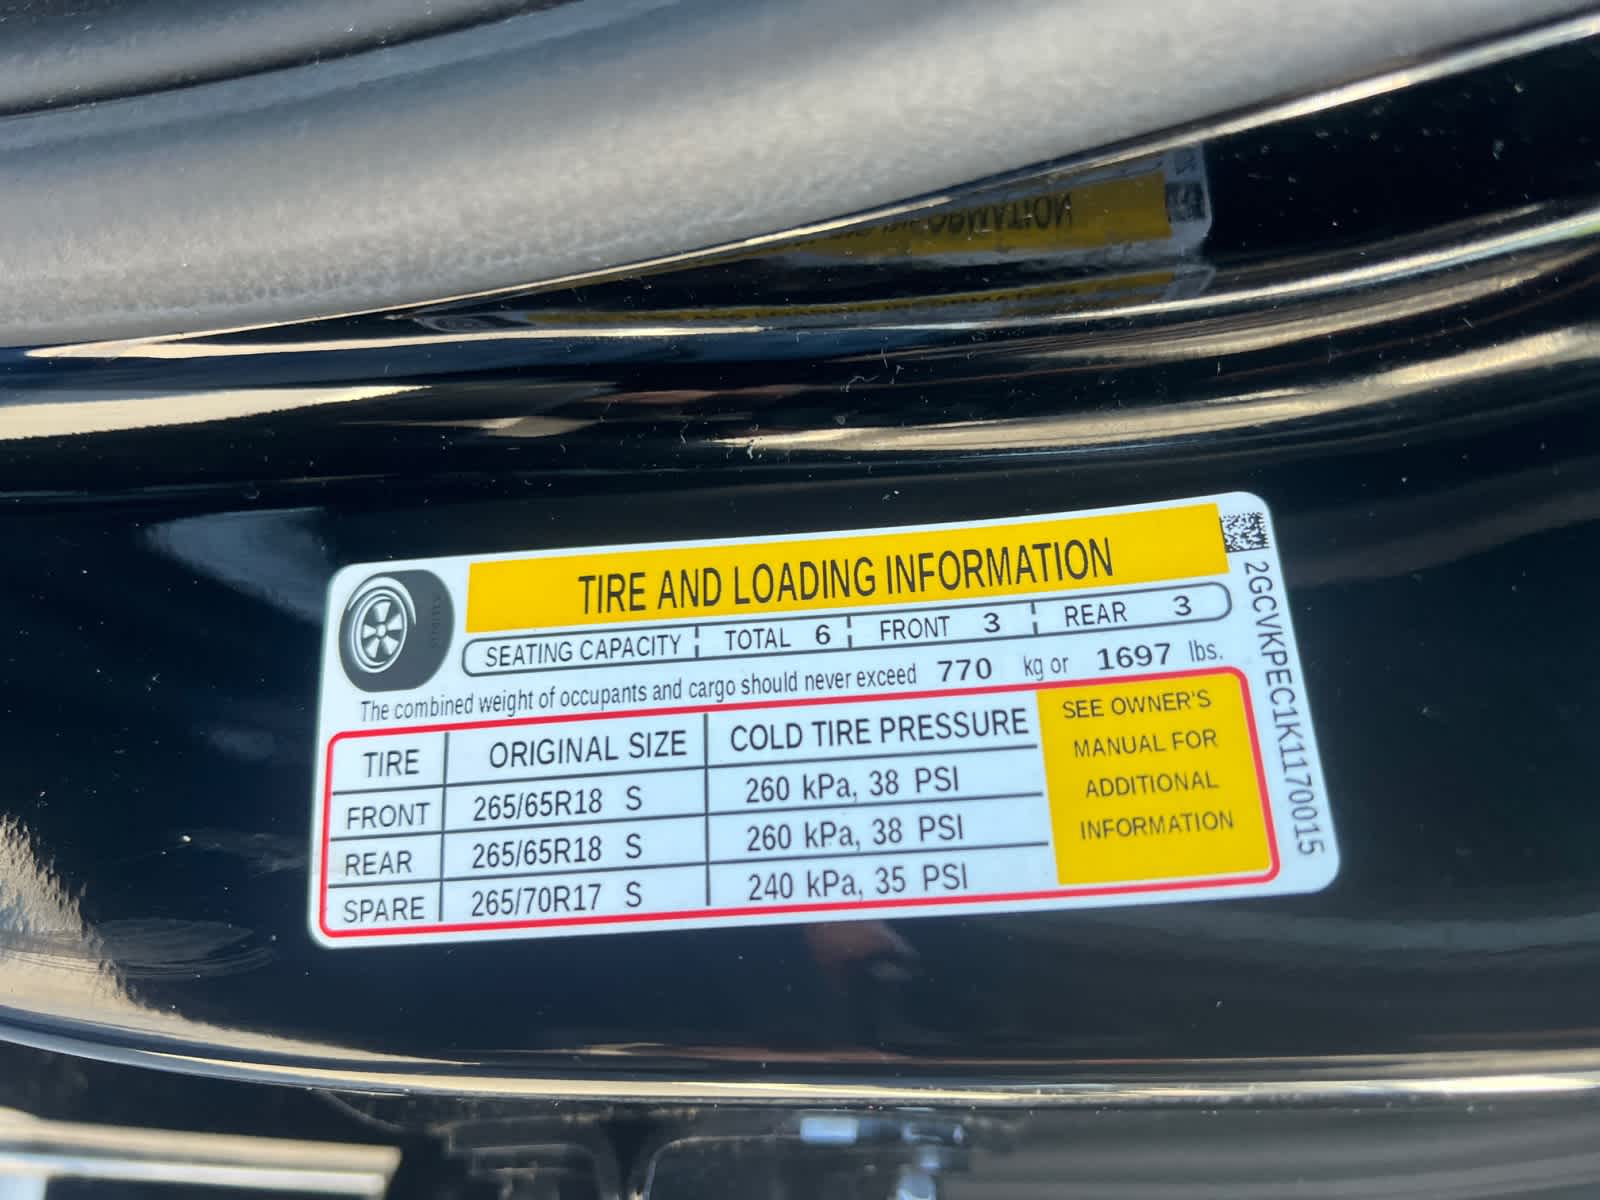 TIRE AND LOADING INFORMATION
SEATING CAPACITY TOTAL 6 FRONT 3 REAR 3
The combined weight of occupants and cargo should never exceed 770 kg or 1697 lbs.
TIRE ORIGINAL SIZE COLD TIRE PRESSURE
FRONT 265/65R18 S 260 kPa, 38 PSI
REAR 265/65R18 S 260 kPa, 38 PSI
SPARE 265/70R17 S 240 kPa, 35 PSI
SEE OWNER'S
MANUAL FOR
ADDITIONAL
INFORMATION
2GCVKPEC1K1170015